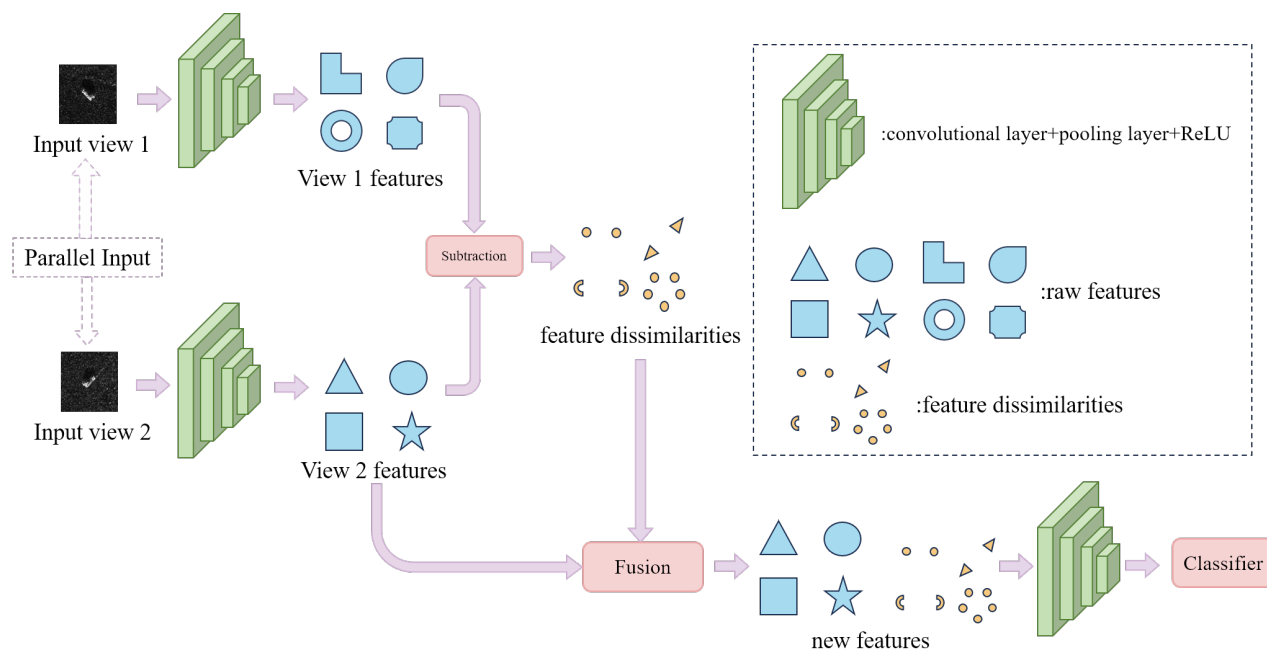 Input view 1
View 1 features
:convolutional layer+pooling layer+ReLU
Parallel Input
Subtraction
feature dissimilarities
:raw features
:feature dissimilarities
Input view 2
View 2 features
Fusion
new features
Classifier